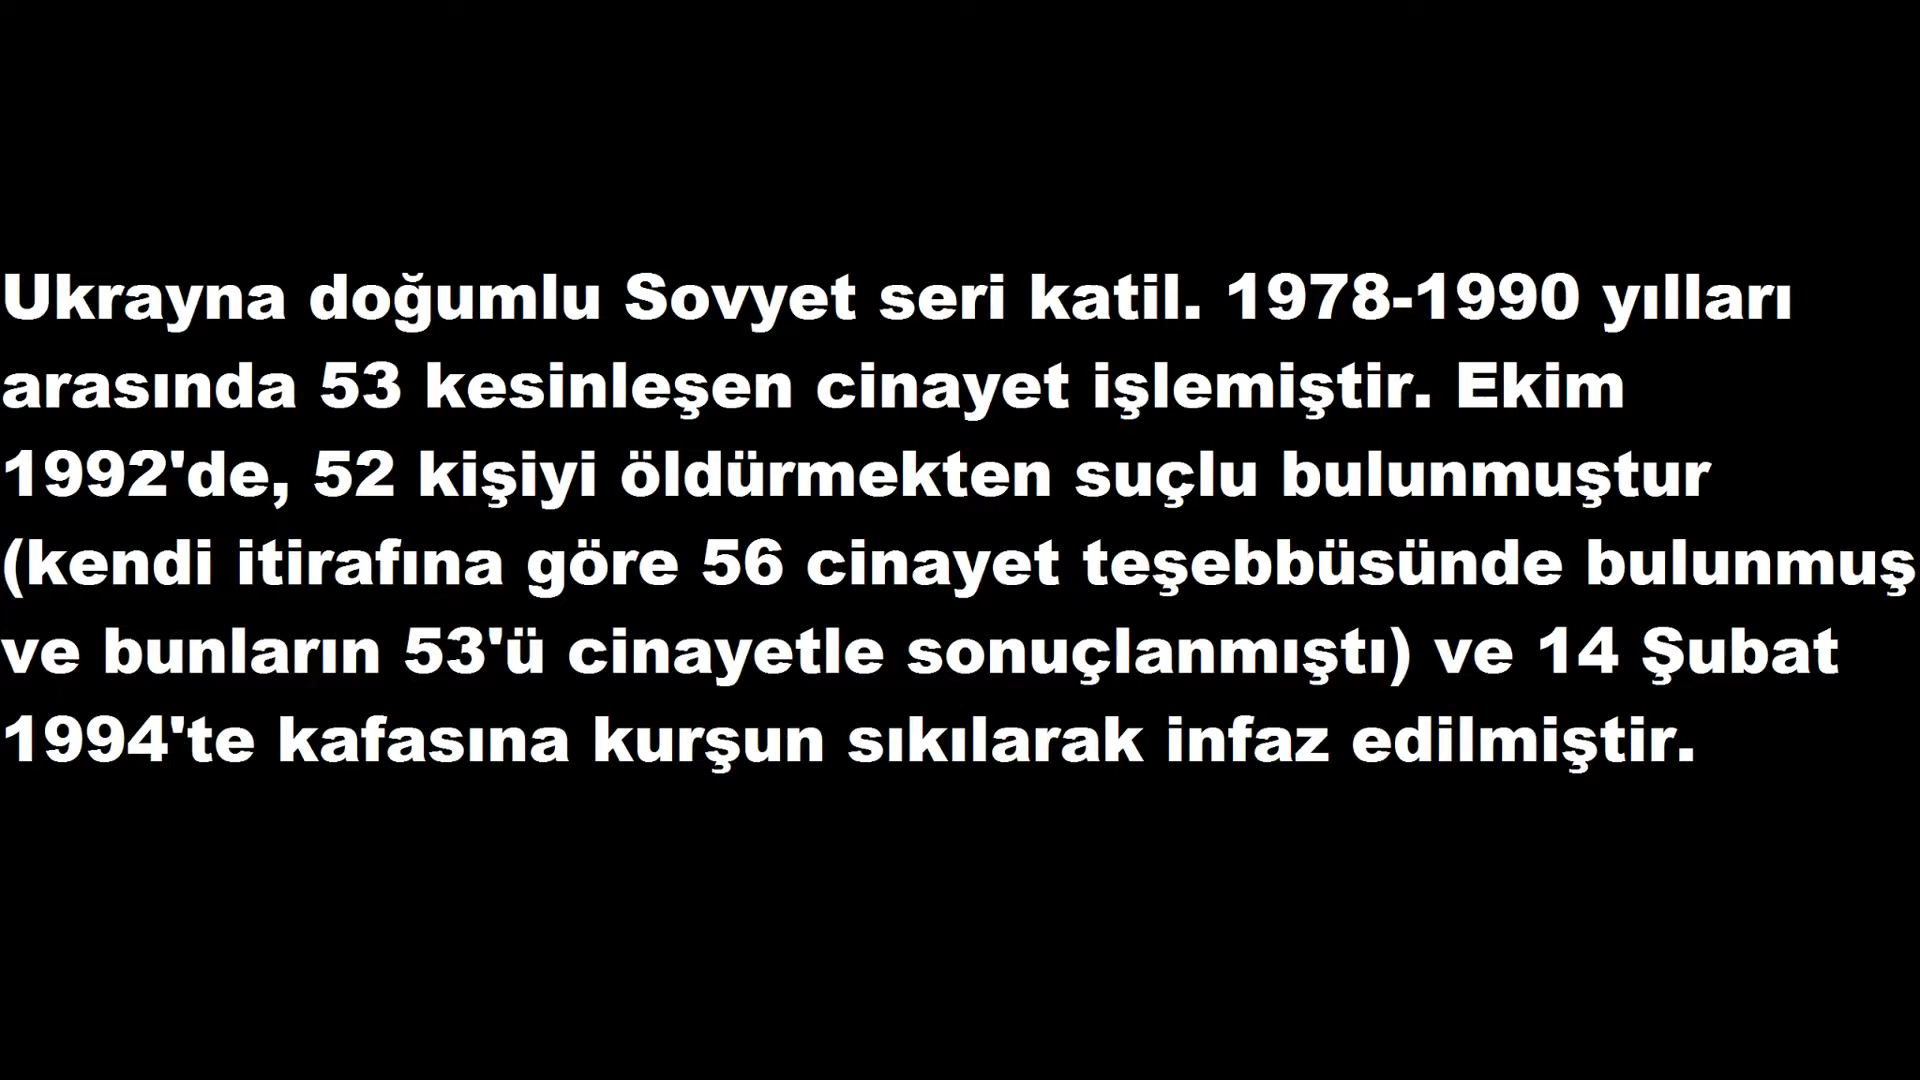 Ukrayna doğumlu Sovyet seri katil. 1978-1990 yılları
arasında 53 kesinleşen cinayet işlemiştir. Ekim
1992'de, 52 kişiyi öldürmekten suçlu bulunmuştur
(kendi itirafına göre 56 cinayet teşebbüsünde bulunmuş
ve bunların 53'ü cinayetle sonuçlanmıştı) ve 14 Şubat
1994'te kafasına kurşun sıkılarak infaz edilmiştir.